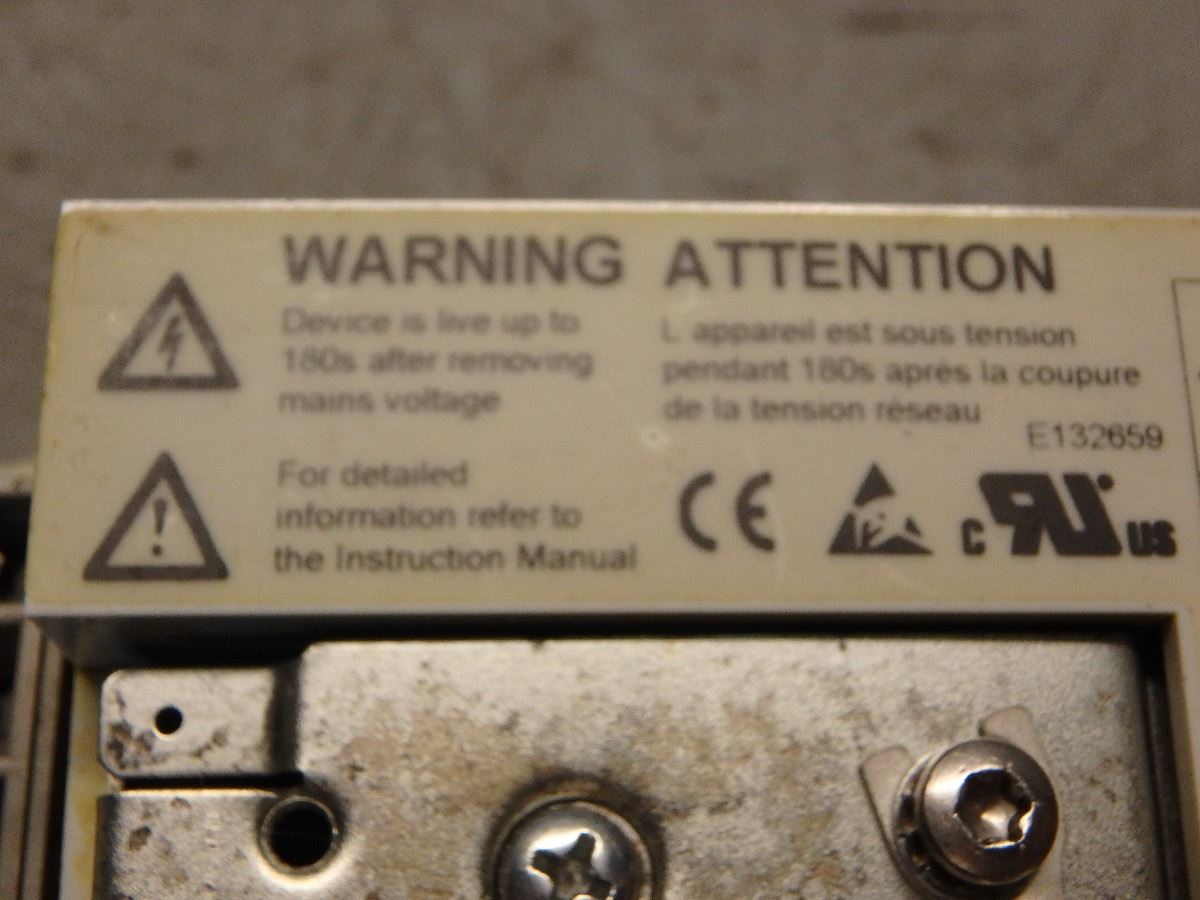 WARNING
Device is live up to
180s after removing
mains voltage
For detailed
information refer to
the Instruction Manual
ATTENTION
L'appareil est sous tension
pendant 180s après la coupure
de la tension réseau
E132659
CE
c RU us